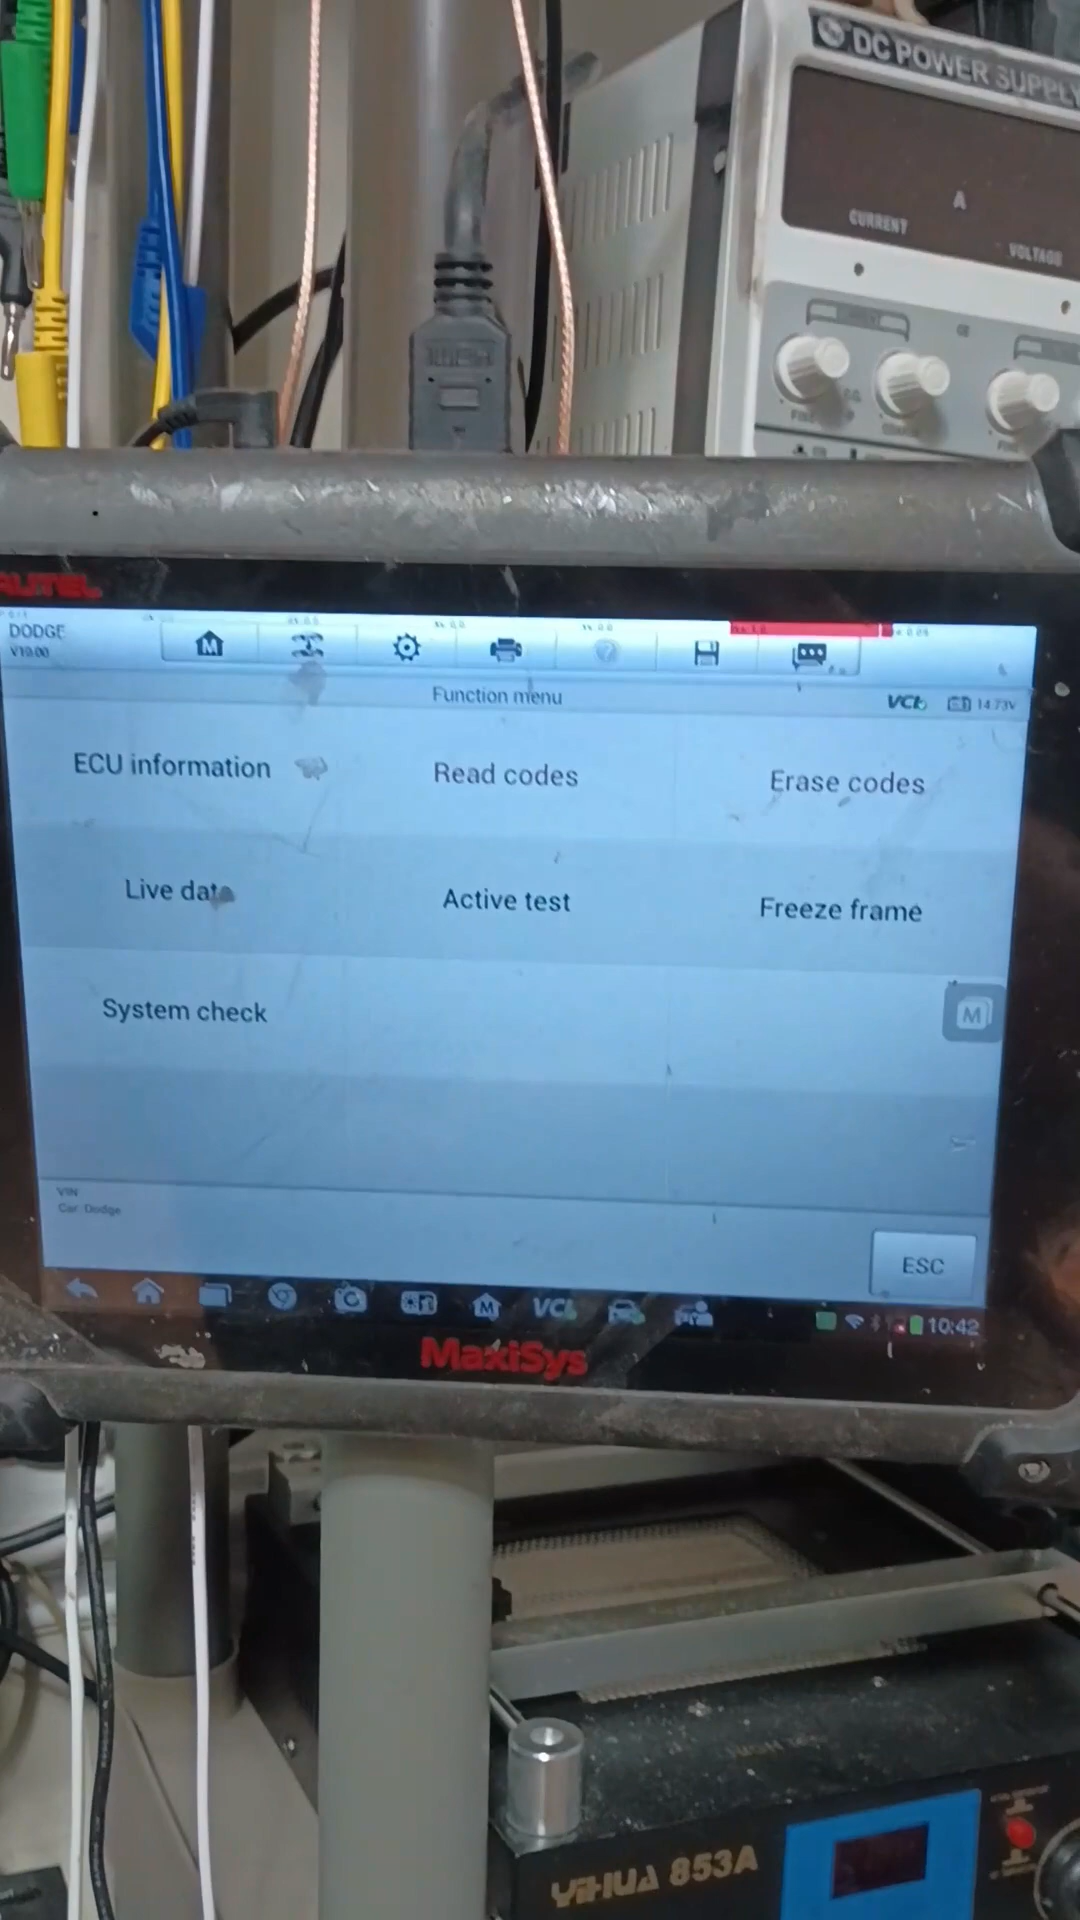 DC POWER SUPPLY
A
CURRENT
VOLTAGE
AUTEL
DODGE
V10.00
M
Function menu
VCI
14.73V
ECU information
Read codes
Erase codes
Live data
Active test
Freeze frame
System check
M
VIN
Car: Dodge
ESC
M
VCI
10:42
MaxiSys
YIHUA 853A